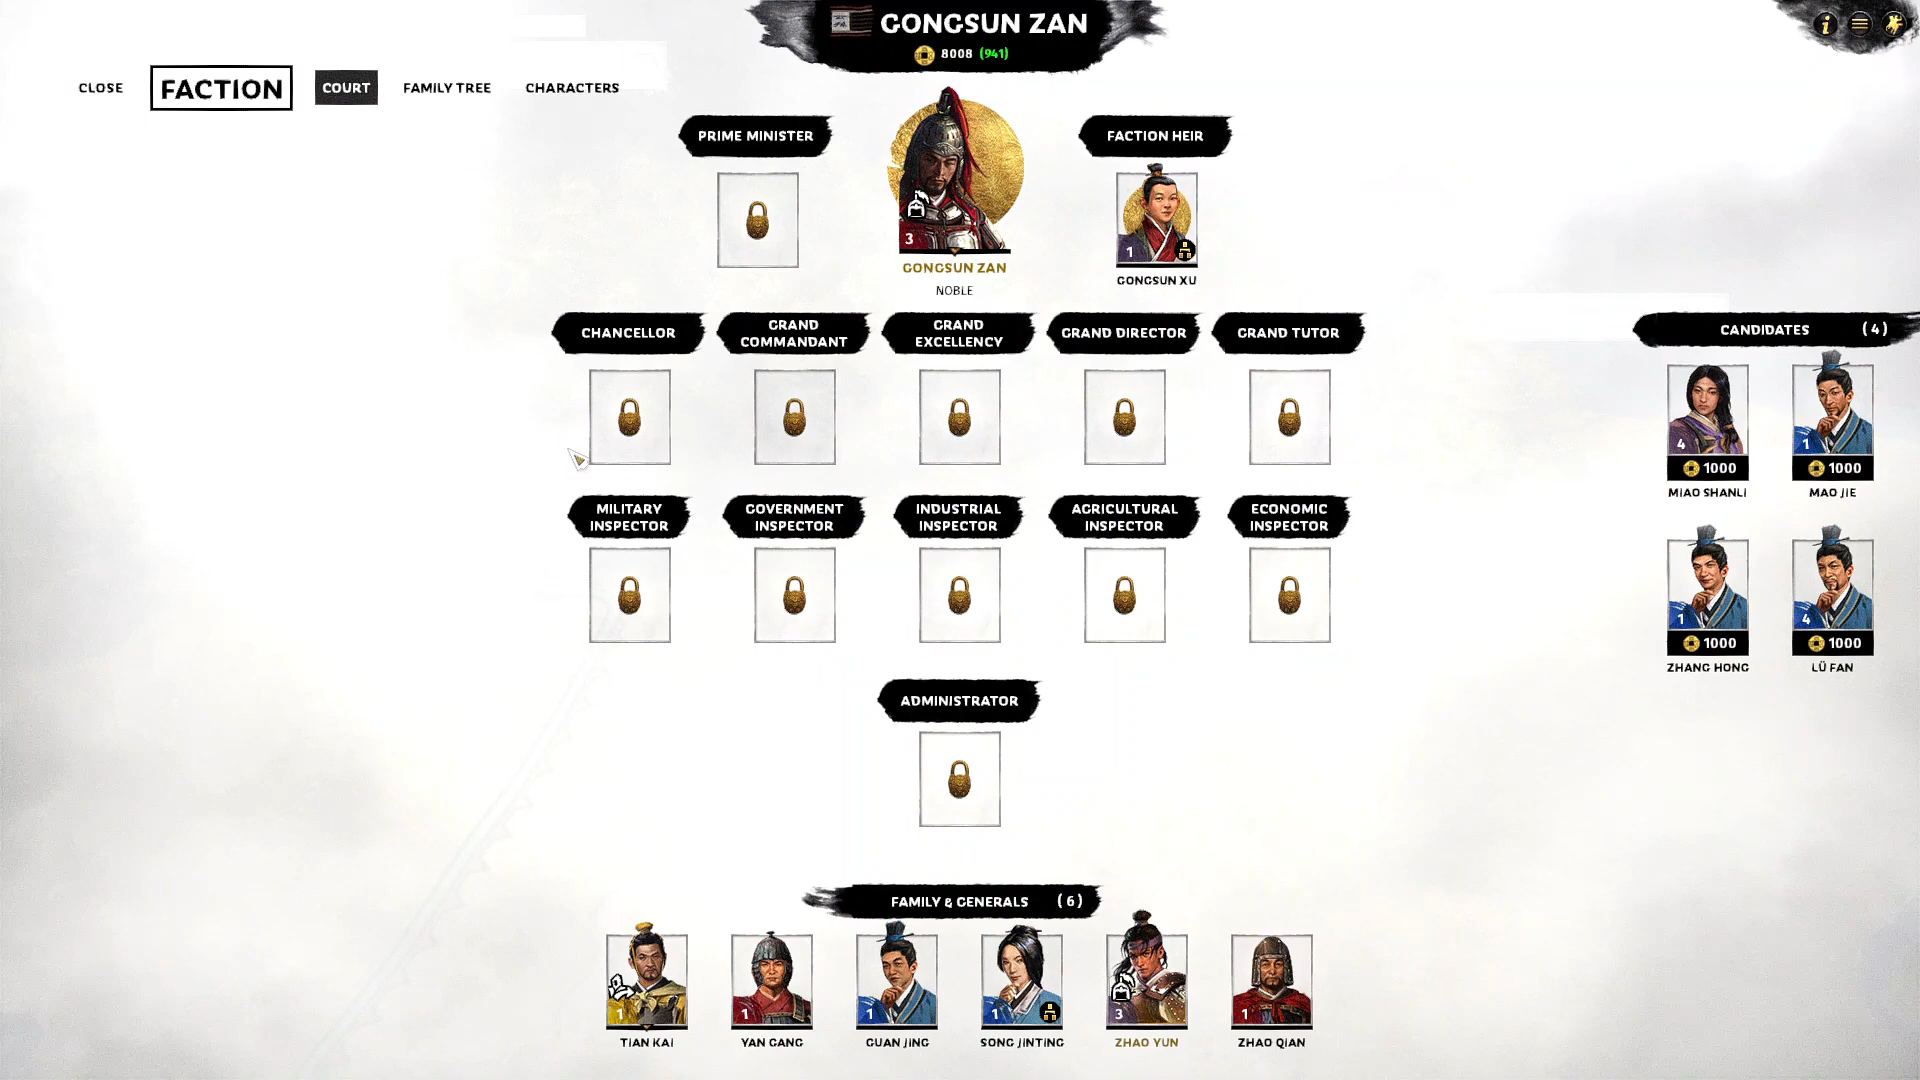 GONGSUN ZAN
8008 (941)
CLOSE
FACTION
COURT
FAMILY TREE
CHARACTERS
PRIME MINISTER
FACTION HEIR
3
GONGSUN ZAN
NOBLE
1
GONGSUN XU
CHANCELLOR
GRAND
COMMANDANT
GRAND
EXCELLENCY
GRAND DIRECTOR
GRAND TUTOR
CANDIDATES (4)
4
1000
MIAO SHANLI
1
1000
MAO JIE
1
1000
ZHANG HONG
4
1000
LÜ FAN
MILITARY
INSPECTOR
GOVERNMENT
INSPECTOR
INDUSTRIAL
INSPECTOR
AGRICULTURAL
INSPECTOR
ECONOMIC
INSPECTOR
ADMINISTRATOR
FAMILY & GENERALS (6)
1
TIAN KAI
1
YAN GANG
1
GUAN JING
1
SONG JINTING
3
ZHAO YUN
1
ZHAO QIAN